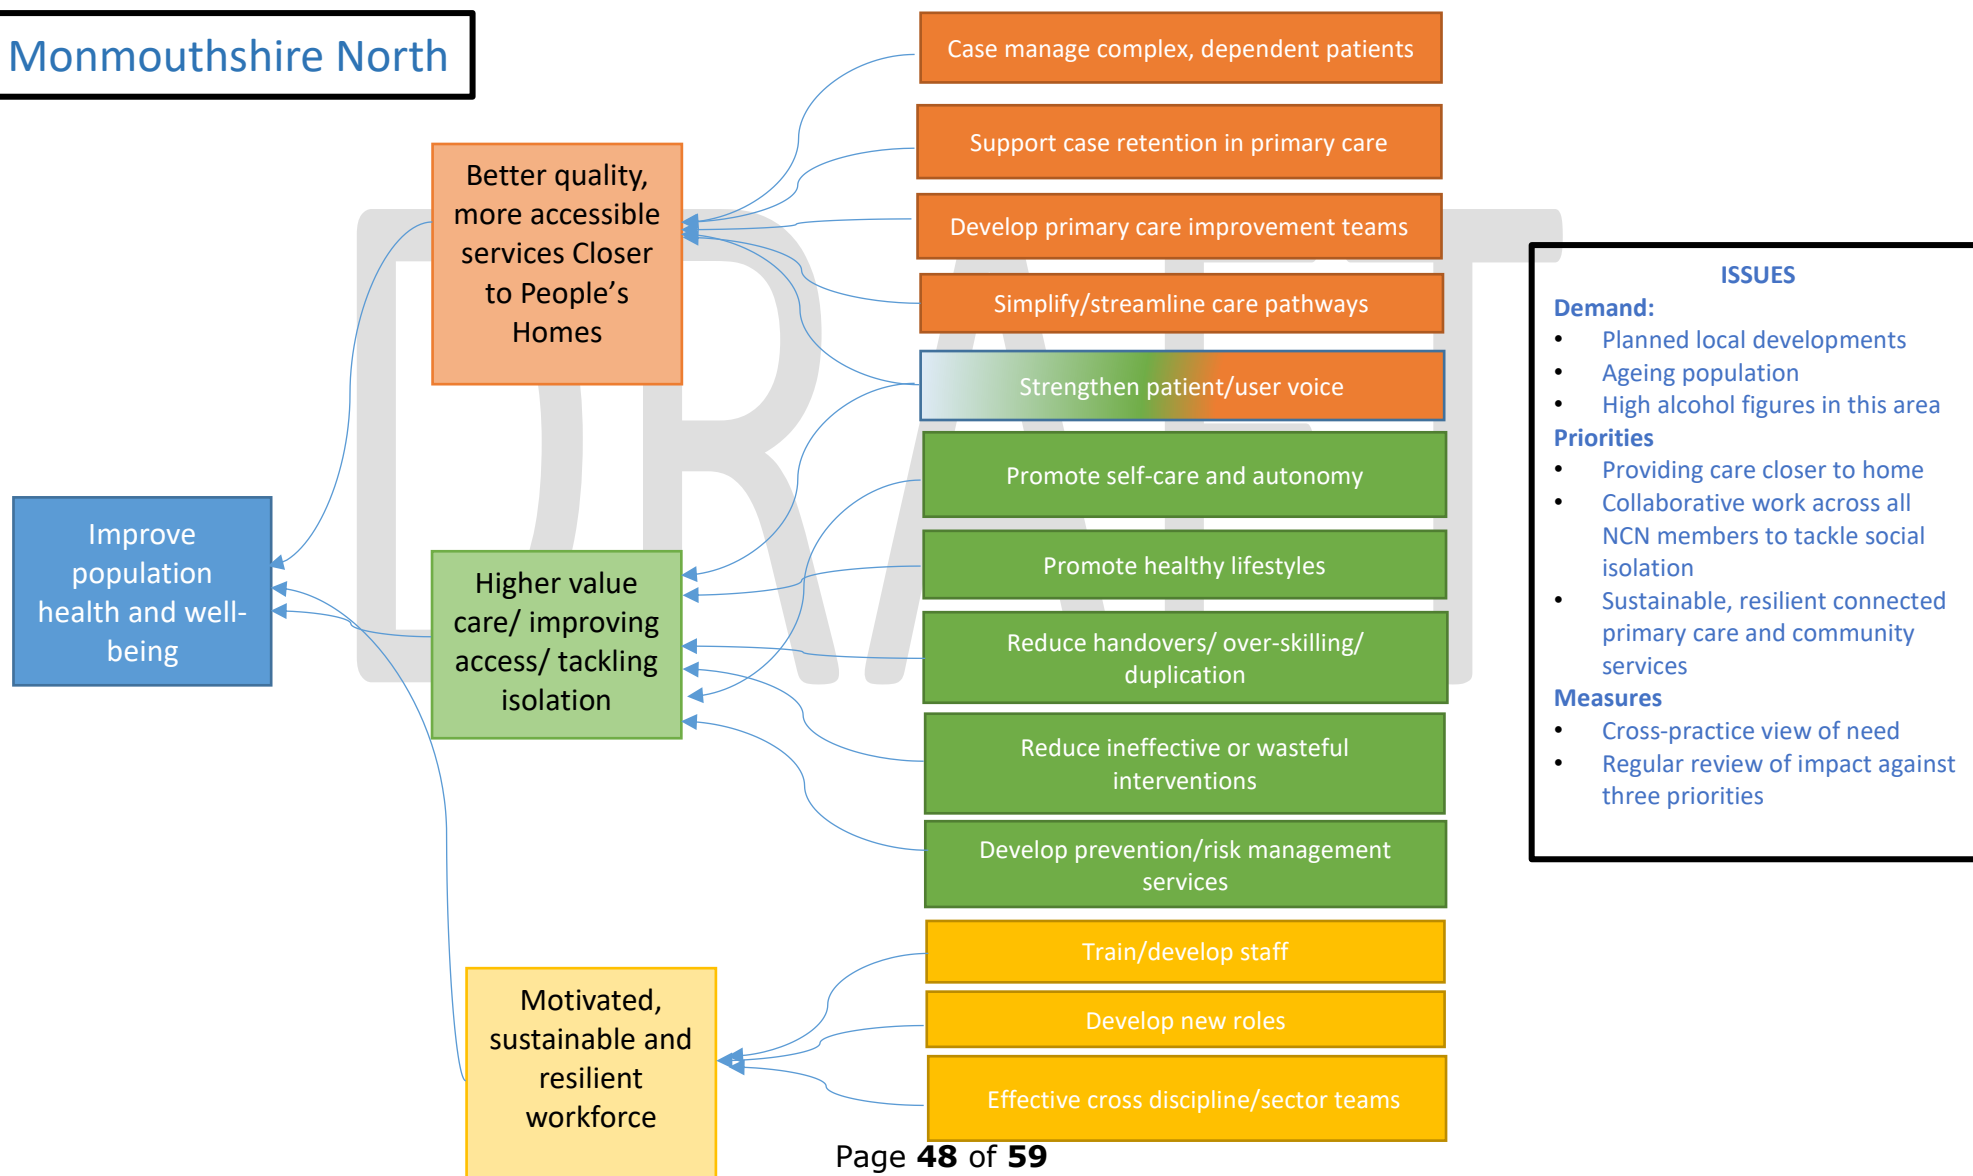 Monmouthshire North
Improve
population
health and well-
being
Better quality,
more accessible
services Closer
to People’s
Homes
Higher value
care/ improving
access/ tackling
isolation
Motivated,
sustainable and
resilient
workforce
Case manage complex, dependent patients
Support case retention in primary care
Develop primary care improvement teams
Simplify/streamline care pathways
Strengthen patient/user voice
Promote self-care and autonomy
Promote healthy lifestyles
Reduce handovers/ over-skilling/
duplication
Reduce ineffective or wasteful
interventions
Develop prevention/risk management
services
Train/develop staff
Develop new roles
Effective cross discipline/sector teams
ISSUES
Demand:
• Planned local developments
• Ageing population
• High alcohol figures in this area
Priorities
• Providing care closer to home
• Collaborative work across all
NCN members to tackle social
isolation
• Sustainable, resilient connected
primary care and community
services
Measures
• Cross-practice view of need
• Regular review of impact against
three priorities
DRAFT
Page 48 of 59